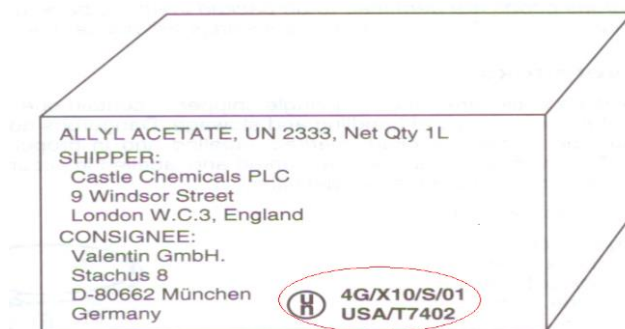 ALLYL ACETATE, UN 2333, Net Qty 1L
SHIPPER:
Castle Chemicals PLC
9 Windsor Street
London W.C.3, England
CONSIGNEE:
Valentin GmbH.
Stachus 8
D-80662 München
Germany
4G/X10/S/01
USA/T7402